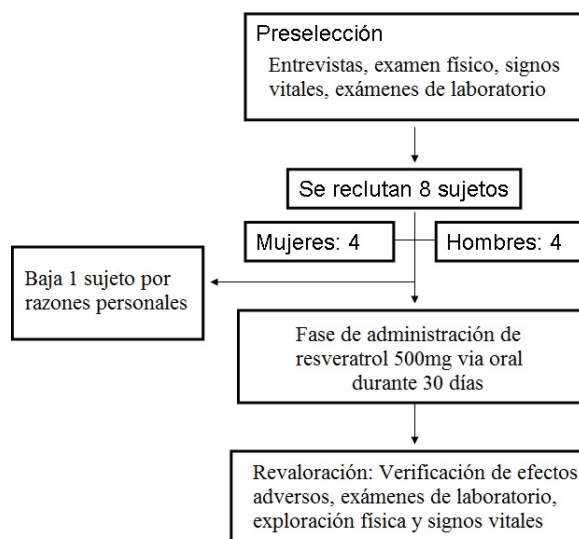 Preselección
Entrevistas, examen físico, signos
vitales, exámenes de laboratorio
Se reclutan 8 sujetos
Mujeres: 4
Hombres: 4
Baja 1 sujeto por
razones personales
Fase de administración de
resveratrol 500mg via oral
durante 30 días
Revaloración: Verificación de efectos
adversos, exámenes de laboratorio,
exploración física y signos vitales